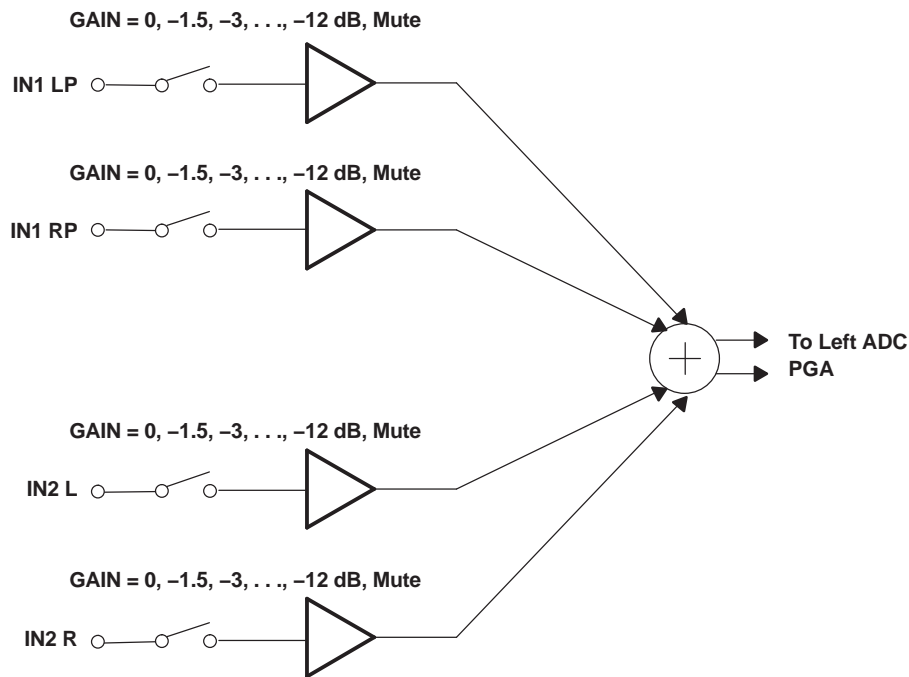 GAIN = 0, −1.5, −3, . . ., −12 dB, Mute
IN1 LP
GAIN = 0, −1.5, −3, . . ., −12 dB, Mute
IN1 RP
To Left ADC
PGA
GAIN = 0, −1.5, −3, . . ., −12 dB, Mute
IN2 L
GAIN = 0, −1.5, −3, . . ., −12 dB, Mute
IN2 R